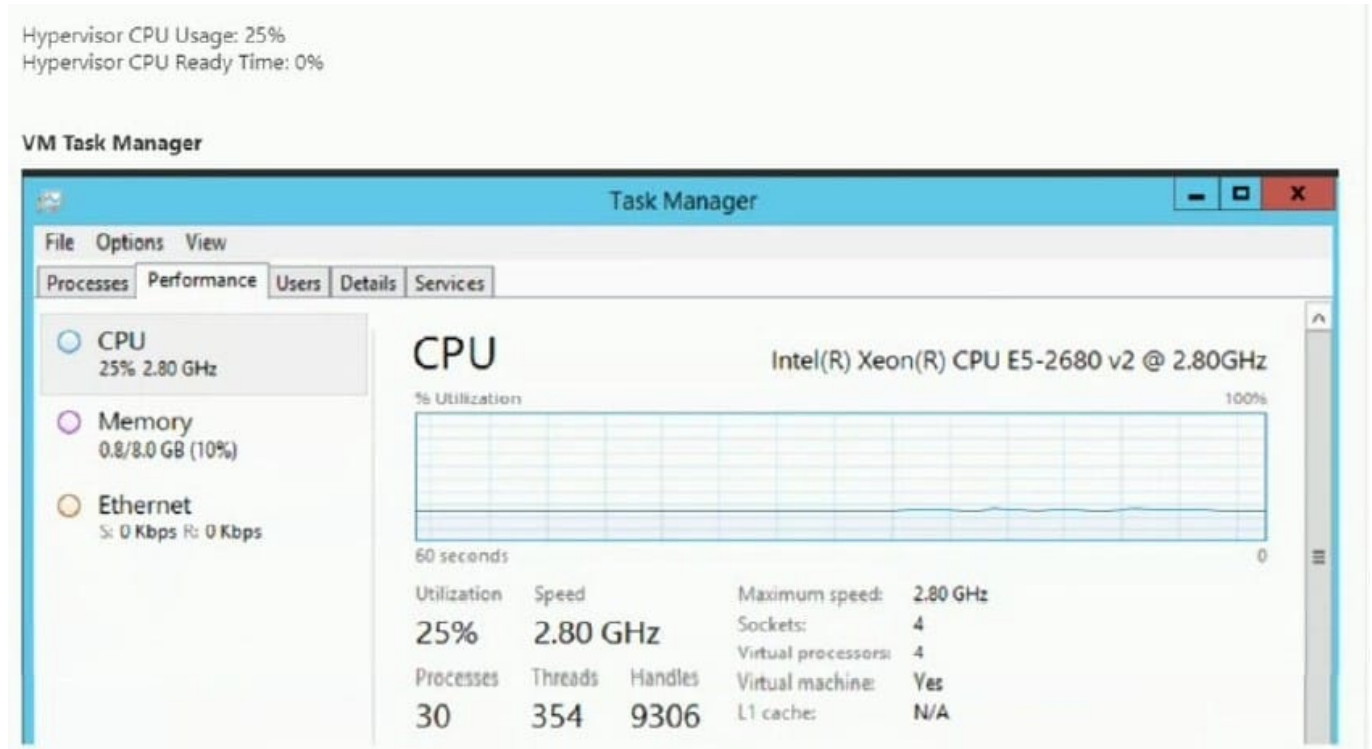 Hypervisor CPU Usage: 25%
Hypervisor CPU Ready Time: 0%
VM Task Manager
Task Manager
File Options View
Processes Performance Users Details Services
CPU
25% 2.80 GHz
Memory
0.8/8.0 GB (10%)
Ethernet
S: 0 Kbps R: 0 Kbps
CPU Intel(R) Xeon(R) CPU E5-2680 v2 @ 2.80GHz
% Utilization 100%
60 seconds 0
Utilization Speed
25% 2.80 GHz
Processes Threads Handles
30 354 9306
Maximum speed: 2.80 GHz
Sockets: 4
Virtual processors: 4
Virtual machine: Yes
L1 cache: N/A